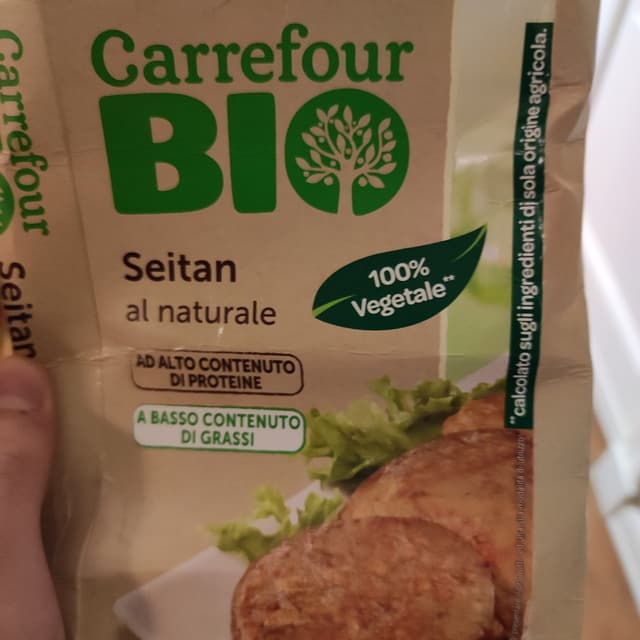 Carrefour
BIO
Seitan
al naturale
100%
Vegetale**
AD ALTO CONTENUTO
DI PROTEINE
A BASSO CONTENUTO
DI GRASSI
**calcolato sugli ingredienti di sola origine agricola.
Carrefour
Seitan